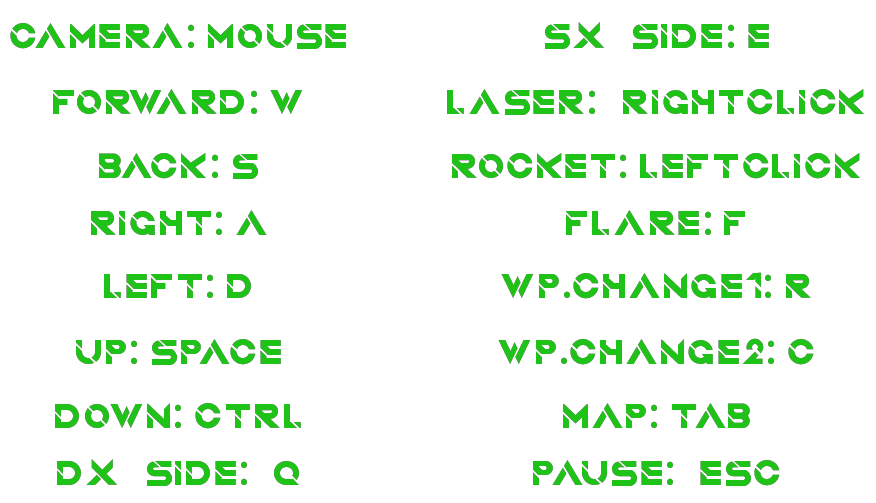 CAMERA: MOUSE
FORWARD: W
BACK: S
RIGHT: A
LEFT: D
UP: SPACE
DOWN: CTRL
DX SIDE: Q
SX SIDE: E
LASER: RIGHTCLICK
ROCKET: LEFTCLICK
FLARE: F
WP.CHANGE1: R
WP.CHANGE2: C
MAP: TAB
PAUSE: ESC